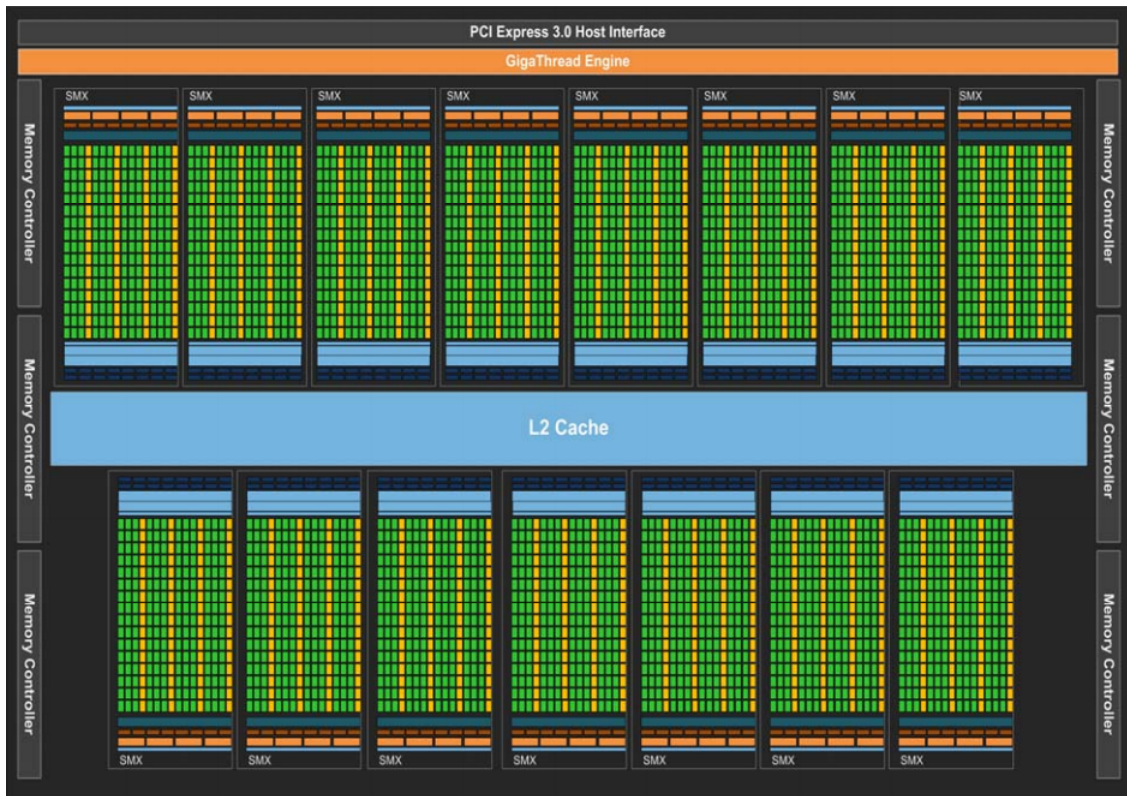 PCI Express 3.0 Host Interface
GigaThread Engine
SMX
SMX
SMX
SMX
SMX
SMX
SMX
SMX
Memory Controller
Memory Controller
Memory Controller
Memory Controller
L2 Cache
Memory Controller
Memory Controller
SMX
SMX
SMX
SMX
SMX
SMX
SMX